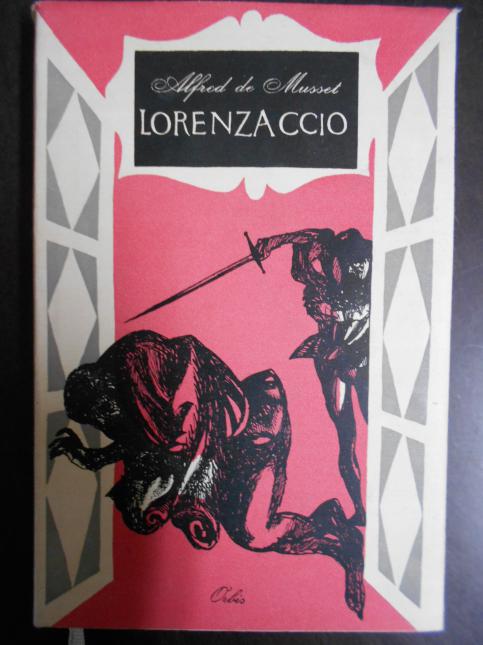 Alfred de Musset
LORENZACCIO
Orbis